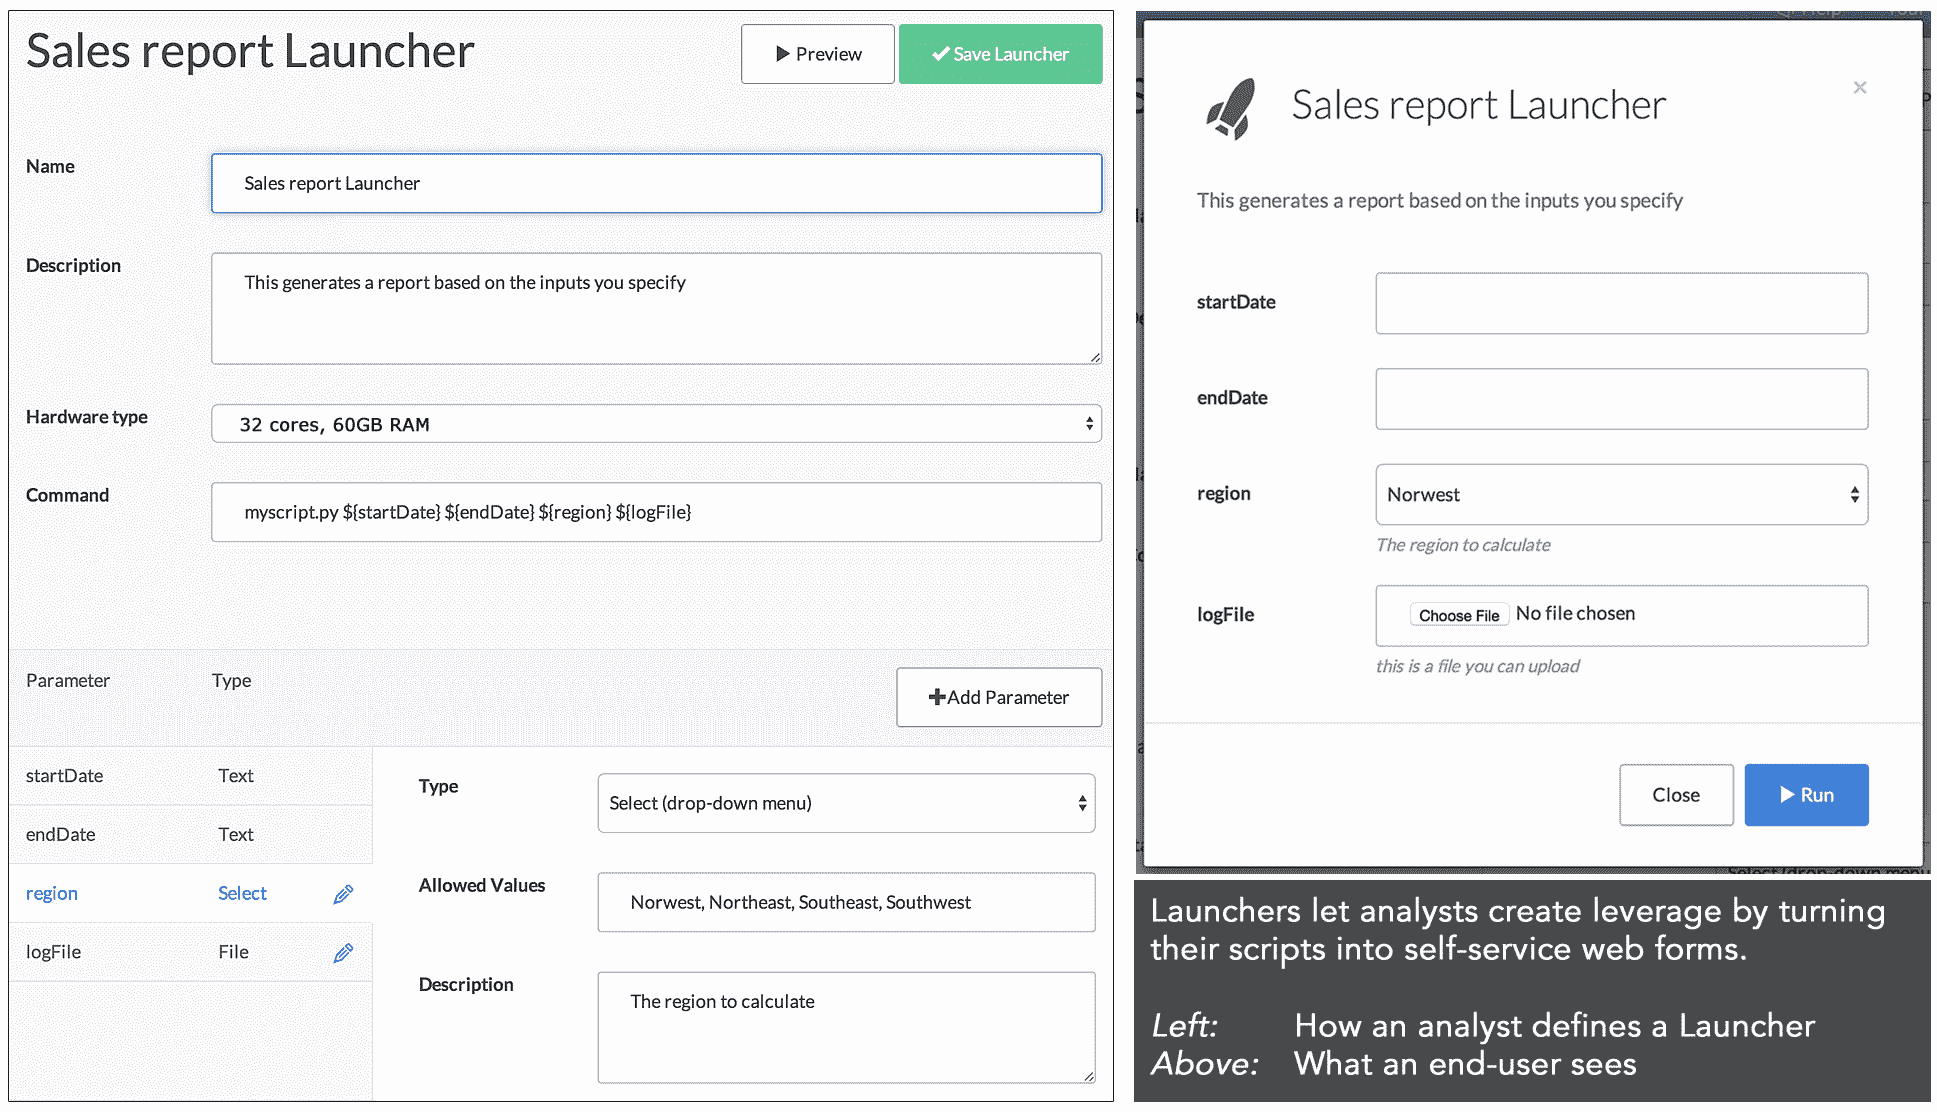 Sales report Launcher
Preview
Save Launcher
Name
Sales report Launcher
Description
This generates a report based on the inputs you specify
Hardware type
32 cores, 60GB RAM
Command
myscript.py ${startDate} ${endDate} ${region} ${logFile}
Parameter Type
Add Parameter
startDate Text
endDate Text
region Select
logFile File
Type
Select (drop-down menu)
Allowed Values
Norwest, Northeast, Southeast, Southwest
Description
The region to calculate
Sales report Launcher
×
This generates a report based on the inputs you specify
startDate
endDate
region
Norwest
The region to calculate
logFile
Choose File No file chosen
this is a file you can upload
Close
Run
Launchers let analysts create leverage by turning
their scripts into self-service web forms.
Left: How an analyst defines a Launcher
Above: What an end-user sees